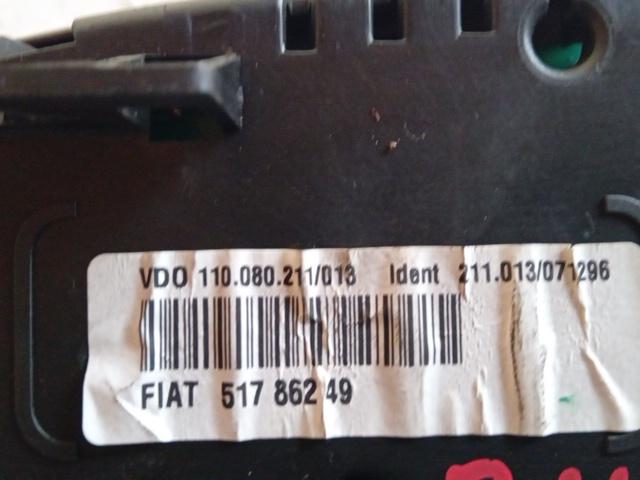 VDO 110.080.211/013 Ident 211.013/071296
FIAT 517 862 49